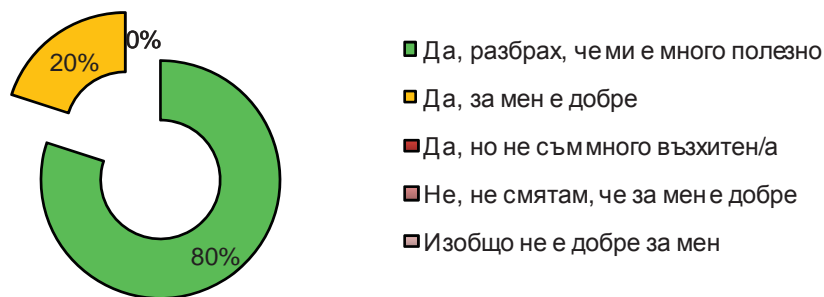 0%
20%
80%
Да, разбрах, че ми е много полезно
Да, за мен е добре
Да, но не съм много възхитен/а
Не, не смятам, че за мен е добре
Изобщо не е добре за мен